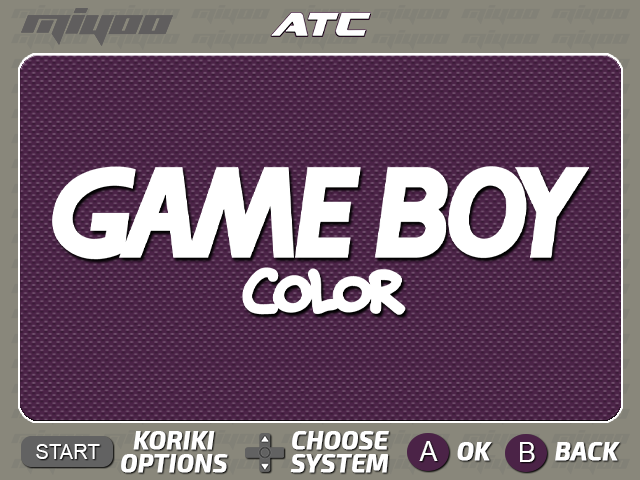 miyoo
ATC
GAME BOY
COLOR
START
KORIKI
OPTIONS
CHOOSE
SYSTEM
A
OK
B
BACK